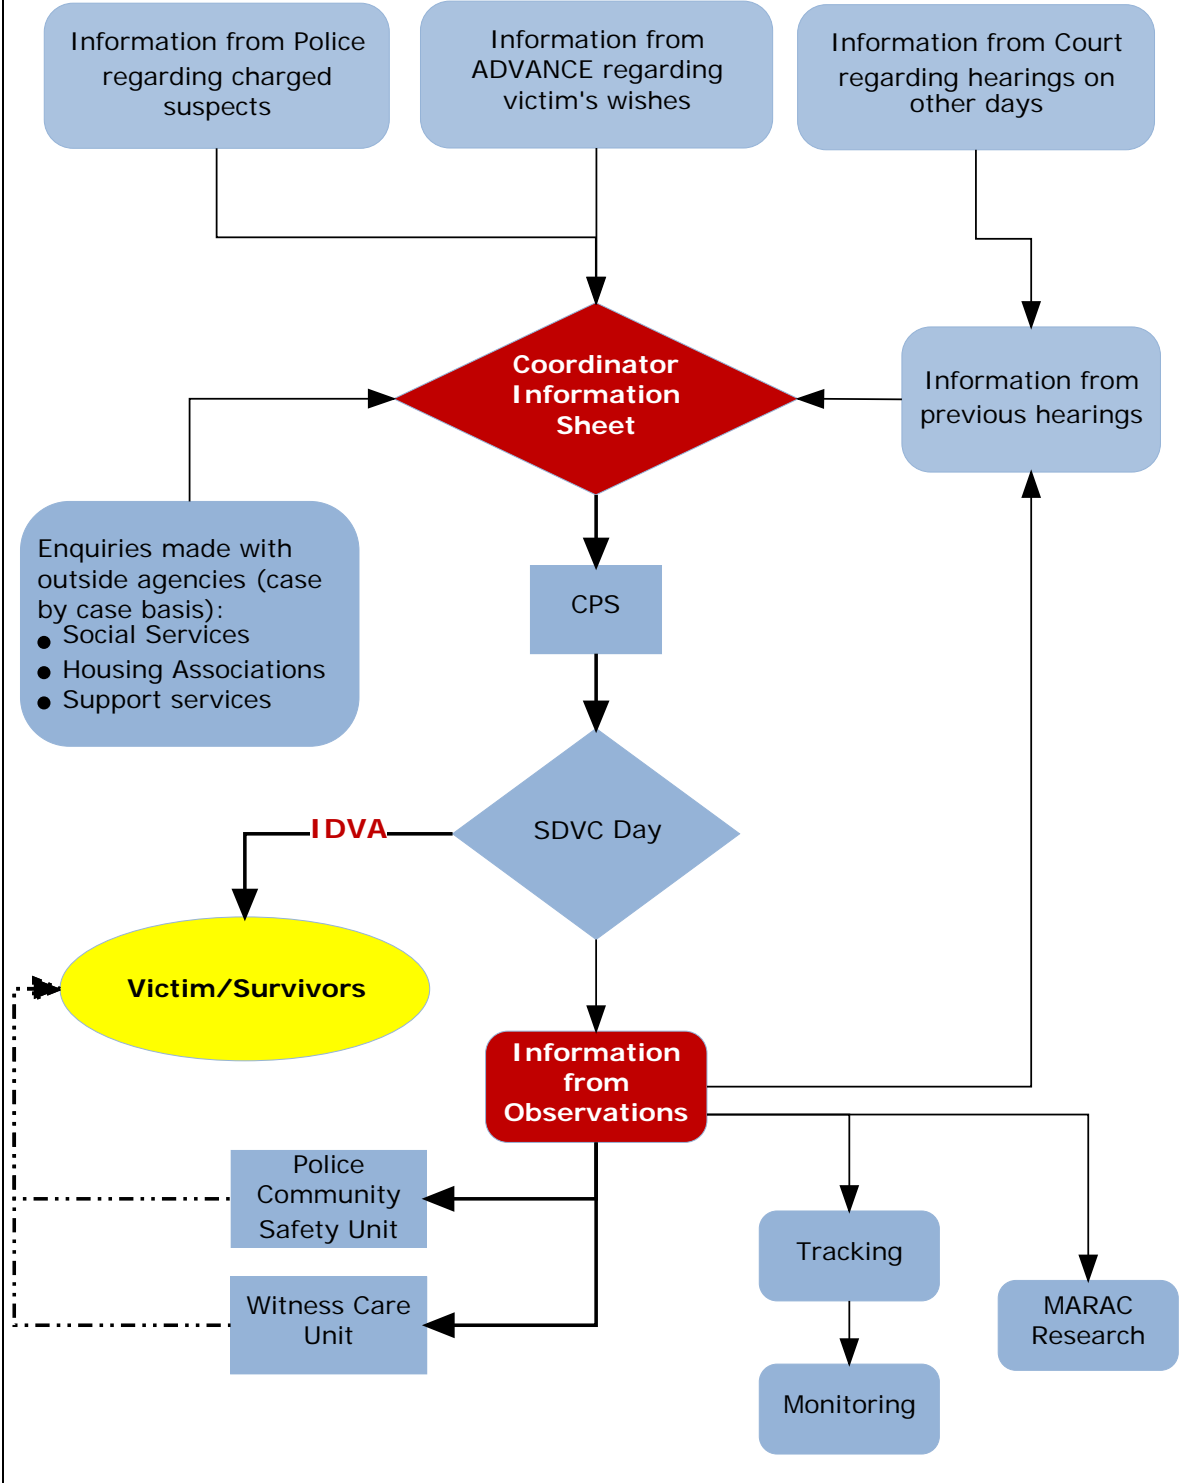 Information from Police
regarding charged
suspects
Information from
ADVANCE regarding
victim's wishes
Information from Court
regarding hearings on
other days
Coordinator
Information
Sheet
Information from
previous hearings
Enquiries made with
outside agencies (case
by case basis):
● Social Services
● Housing Associations
● Support services
CPS
SDVC Day
IDVA
Victim/Survivors
Information
from
Observations
Police
Community
Safety Unit
Witness Care
Unit
Tracking
MARAC
Research
Monitoring